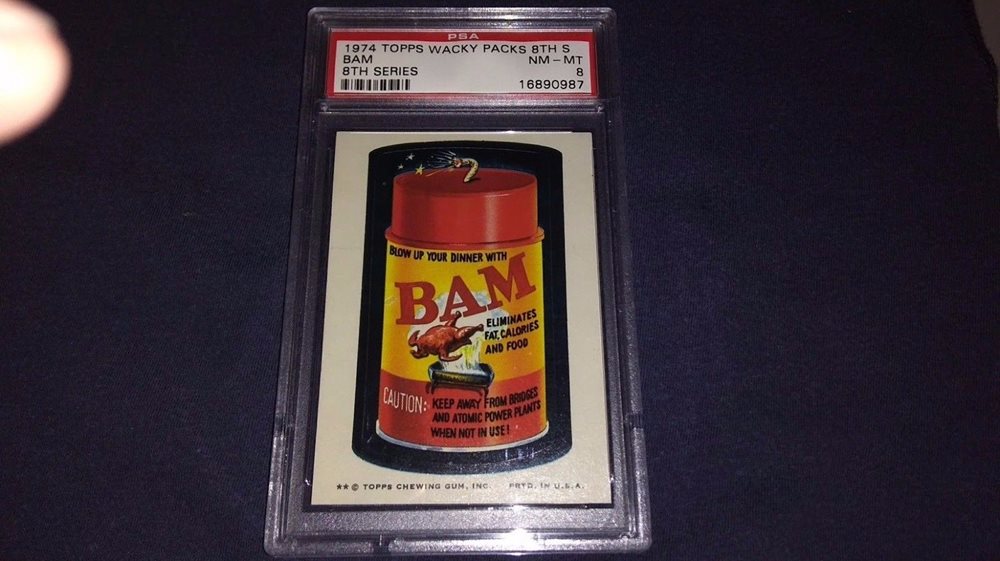 PSA
1974 TOPPS WACKY PACKS 8TH S
BAM NM-MT
8TH SERIES 8
16890987
BLOW UP YOUR DINNER WITH
BAM
ELIMINATES
FAT, CALORIES
AND FOOD
CAUTION: KEEP AWAY FROM BRIDGES
AND ATOMIC POWER PLANTS
WHEN NOT IN USE!
** © TOPPS CHEWING GUM, INC. PRTD. IN U.S.A.